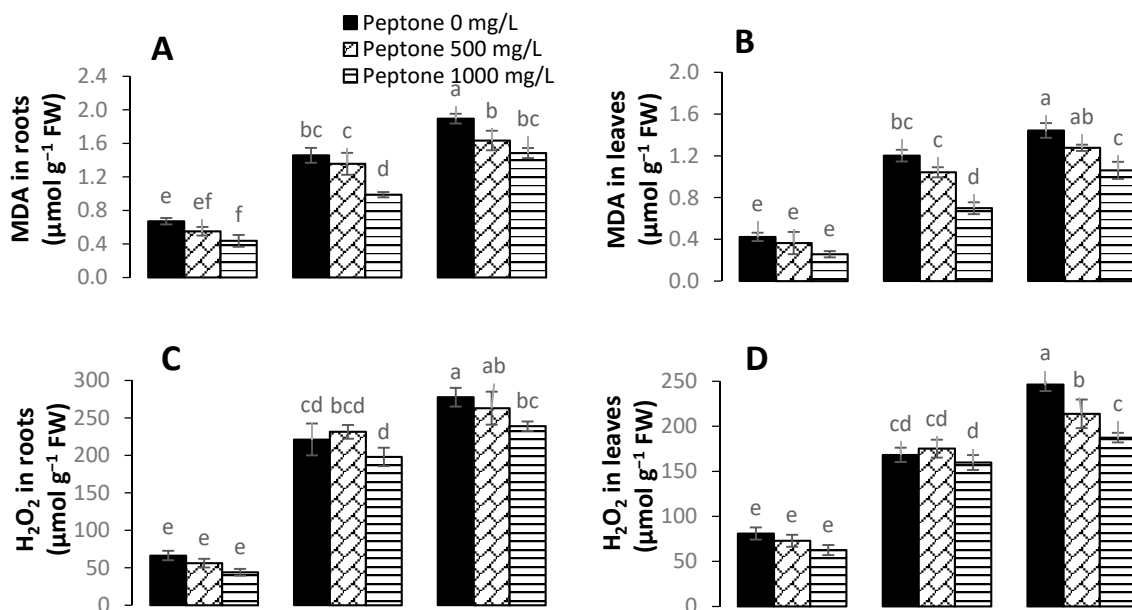 Peptone 0 mg/L
Peptone 500 mg/L
Peptone 1000 mg/L
A
MDA in roots
(µmol g⁻¹ FW)
2.4
2.0
1.6
1.2
0.8
0.4
0.0
e ef f bc c d a b bc
B
MDA in leaves
(µmol g⁻¹ FW)
2.0
1.6
1.2
0.8
0.4
0.0
e e e bc c d a ab c
C
H₂O₂ in roots
(µmol g⁻¹ FW)
300
250
200
150
100
50
0
e e e cd bcd d a ab bc
D
H₂O₂ in leaves
(µmol g⁻¹ FW)
250
200
150
100
50
0
e e e cd cd d a b c